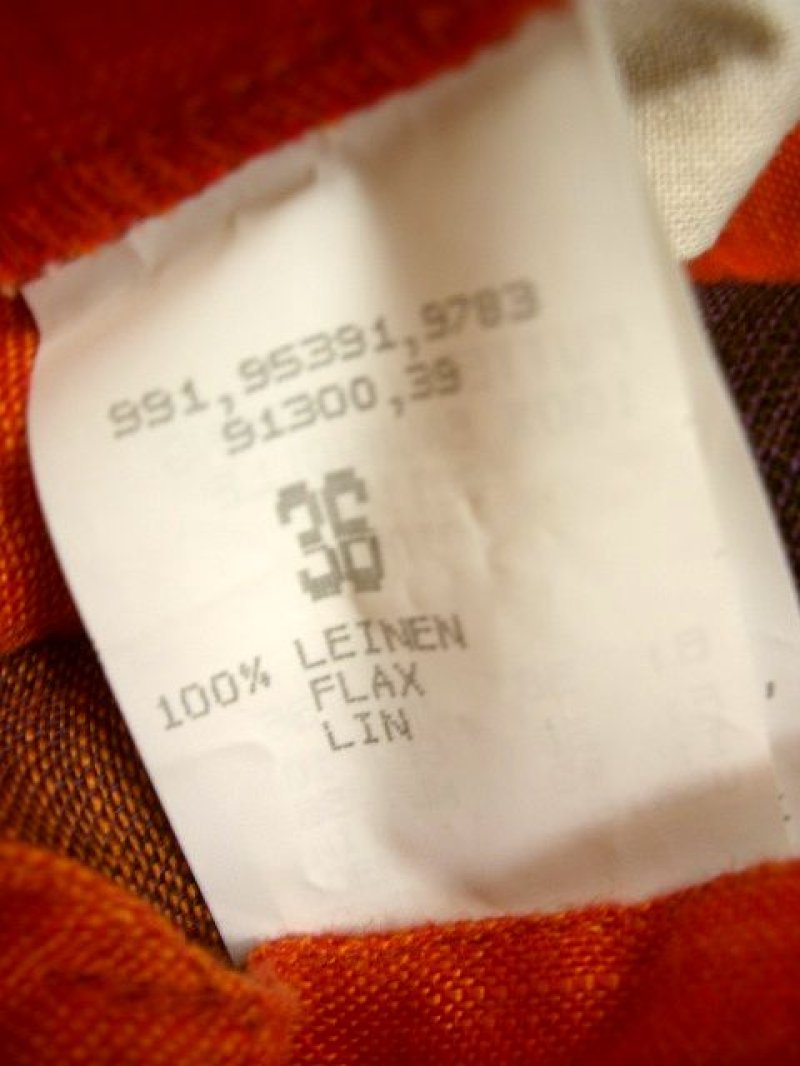 991,95391,9783
91300,39
36
100% LEINEN
FLAX
LIN